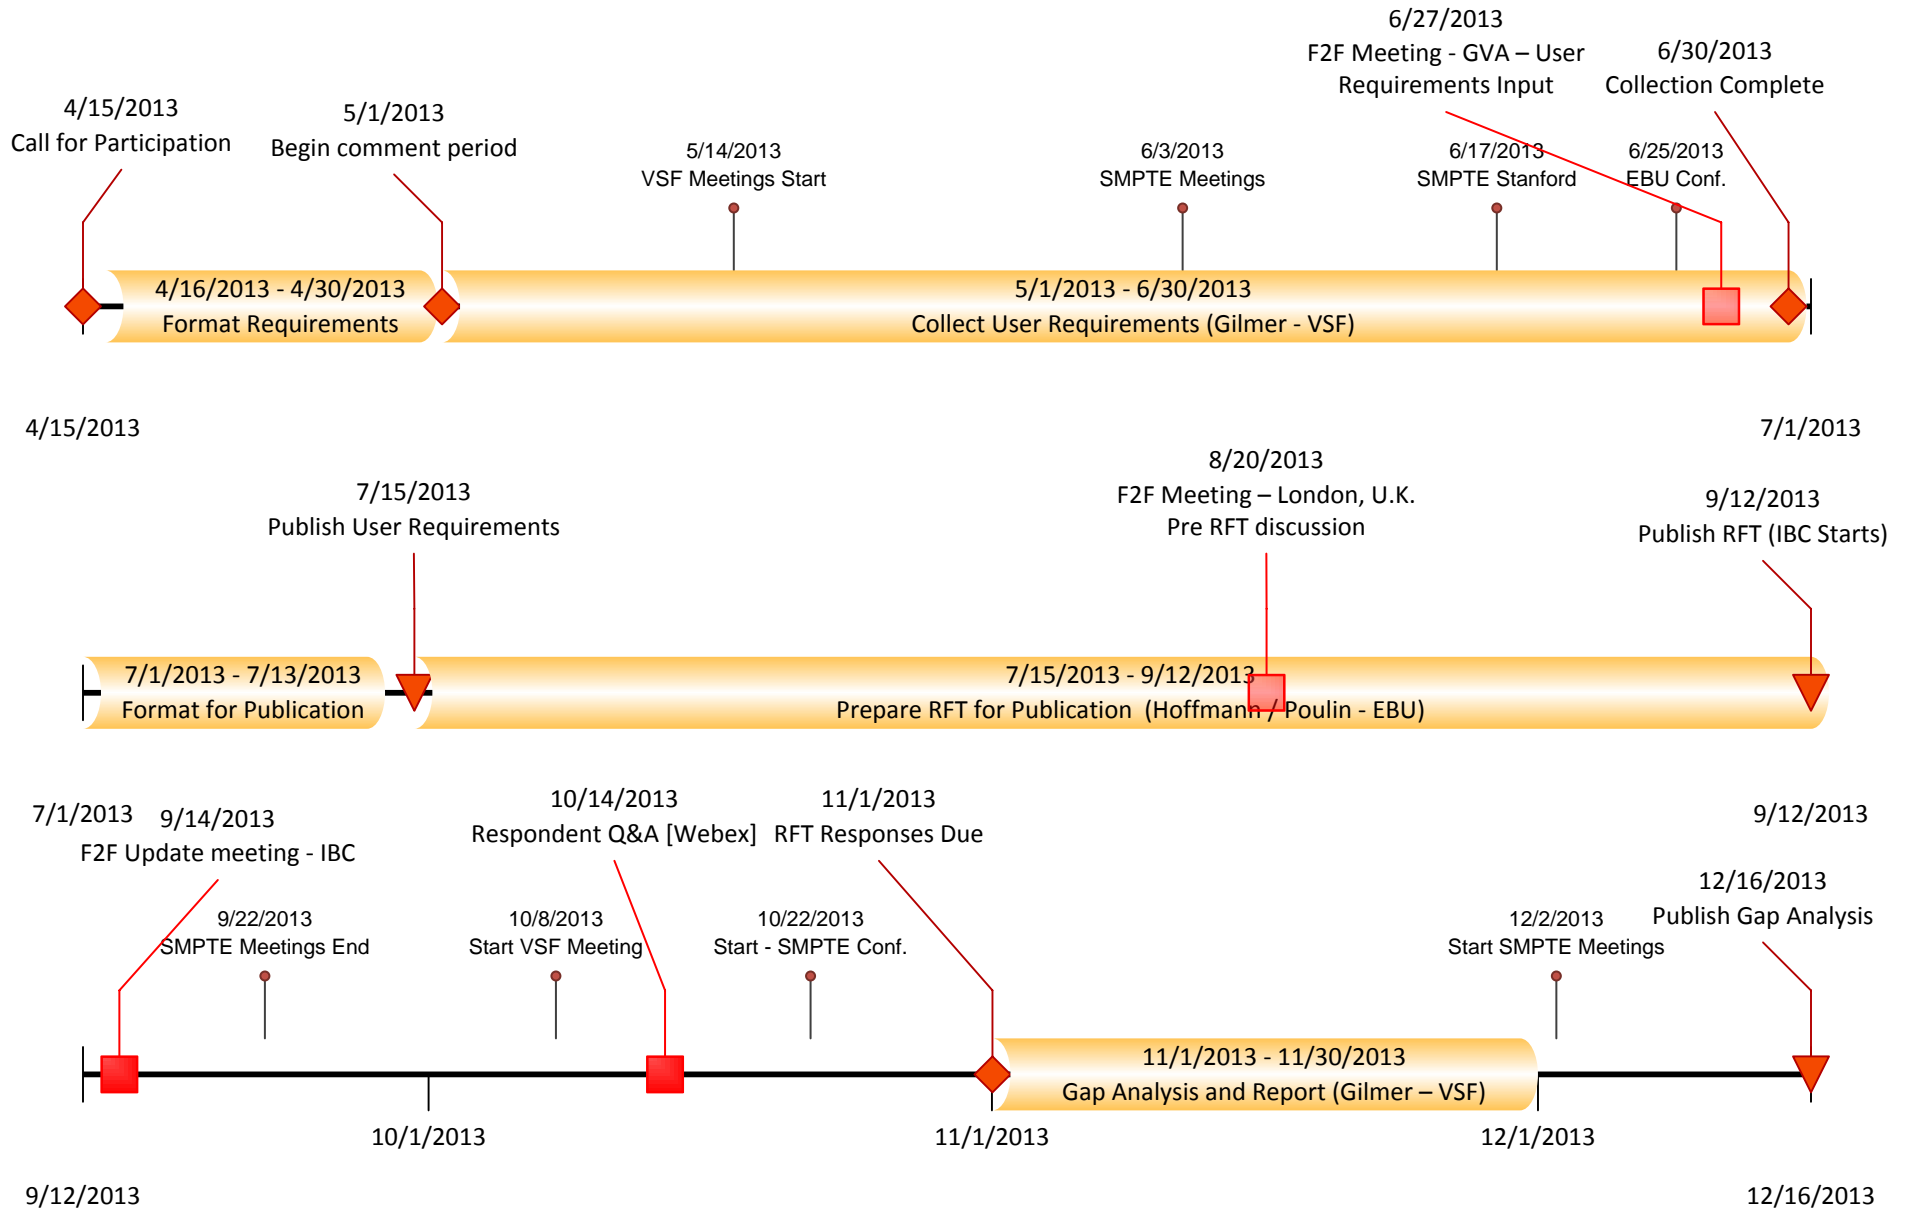 6/27/2013
F2F Meeting - GVA – User
Requirements Input
6/30/2013
Collection Complete
4/15/2013
Call for Participation
5/1/2013
Begin comment period
5/14/2013
VSF Meetings Start
6/3/2013
SMPTE Meetings
6/17/2013
SMPTE Stanford
6/25/2013
EBU Conf.
4/16/2013 - 4/30/2013
Format Requirements
5/1/2013 - 6/30/2013
Collect User Requirements (Gilmer - VSF)
4/15/2013
7/1/2013
7/15/2013
Publish User Requirements
8/20/2013
F2F Meeting – London, U.K.
Pre RFT discussion
9/12/2013
Publish RFT (IBC Starts)
7/1/2013 - 7/13/2013
Format for Publication
7/15/2013 - 9/12/2013
Prepare RFT for Publication (Hoffmann / Poulin - EBU)
7/1/2013
9/12/2013
9/14/2013
F2F Update meeting - IBC
10/14/2013
Respondent Q&A [Webex]
11/1/2013
RFT Responses Due
12/16/2013
Publish Gap Analysis
9/22/2013
SMPTE Meetings End
10/8/2013
Start VSF Meeting
10/22/2013
Start - SMPTE Conf.
12/2/2013
Start SMPTE Meetings
11/1/2013 - 11/30/2013
Gap Analysis and Report (Gilmer – VSF)
10/1/2013
11/1/2013
12/1/2013
9/12/2013
12/16/2013